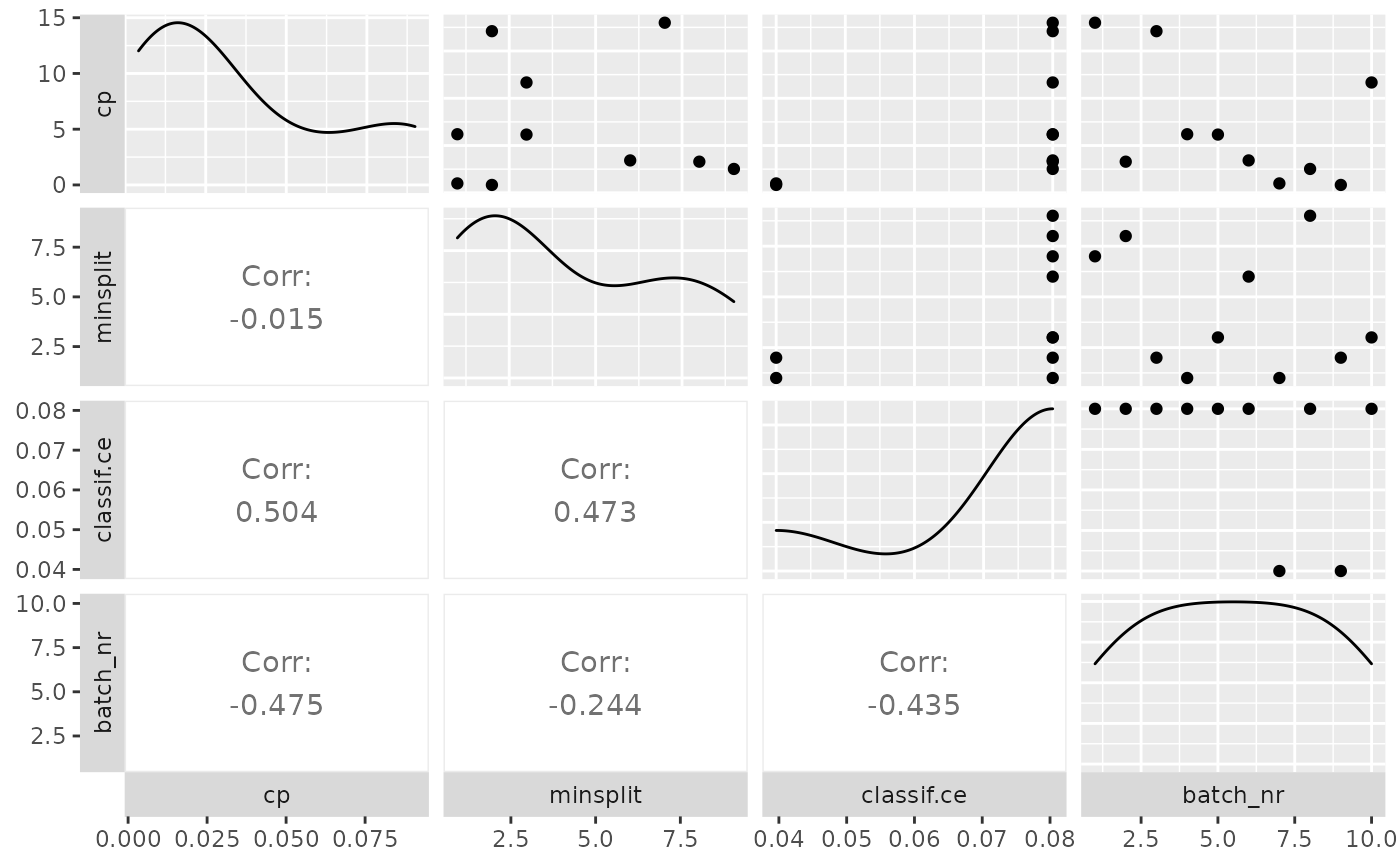 15
10
5
0
cp
7.5
5.0
2.5
minsplit
Corr:
-0.015
0.08
0.07
0.06
0.05
0.04
classif.ce
Corr:
0.504
Corr:
0.473
10.0
7.5
5.0
2.5
batch_nr
Corr:
-0.475
Corr:
-0.244
Corr:
-0.435
cp
minsplit
classif.ce
batch_nr
0.000 0.025 0.050 0.075
2.5 5.0 7.5
0.04 0.05 0.06 0.07 0.08
2.5 5.0 7.5 10.0